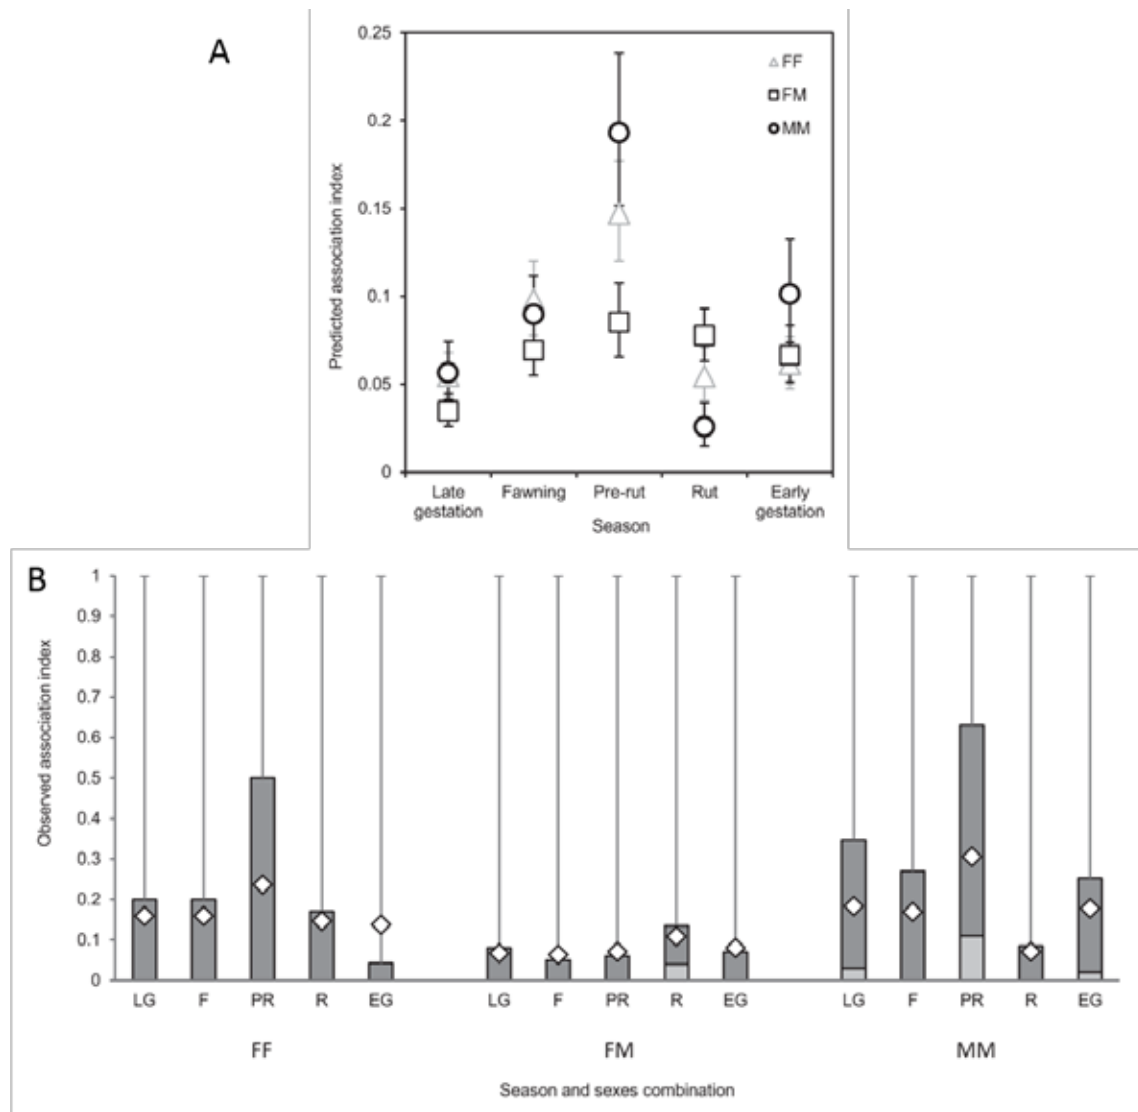 A
0.25
0.2
0.15
0.1
0.05
0
Predicted association index
FF
FM
MM
Late gestation
Fawning
Pre-rut
Rut
Early gestation
Season
B
1
0.9
0.8
0.7
0.6
0.5
0.4
0.3
0.2
0.1
0
Observed association index
LG F PR R EG LG F PR R EG LG F PR R EG
FF FM MM
Season and sexes combination